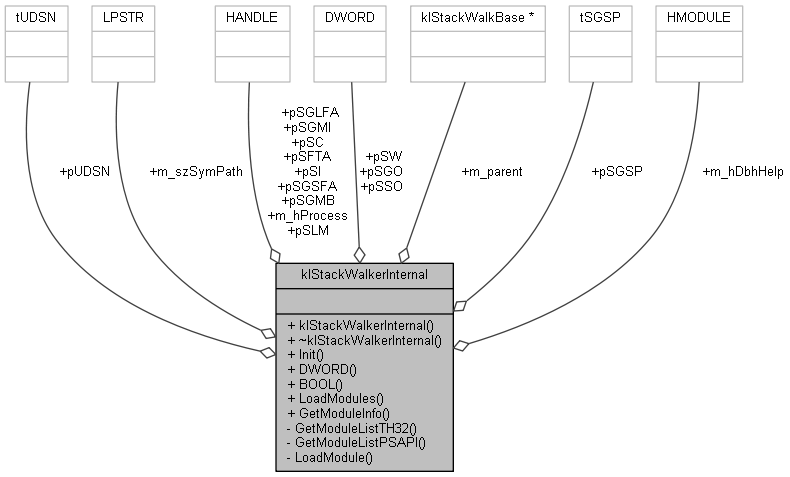 tUDSN
LPSTR
HANDLE
DWORD
klStackWalkBase *
tSGSP
HMODULE
+pUDSN
+m_szSymPath
+pSGLFA
+pSGMI
+pSC
+pSFTA
+pSI
+pSGSFA
+pSGMB
+m_hProcess
+pSLM
+pSW
+pSGO
+pSSO
+m_parent
+pSGSP
+m_hDbhHelp
klStackWalkerInternal
+ klStackWalkerInternal()
+ ~klStackWalkerInternal()
+ Init()
+ DWORD()
+ BOOL()
+ LoadModules()
+ GetModuleInfo()
- GetModuleListTH32()
- GetModuleListPSAPI()
- LoadModule()